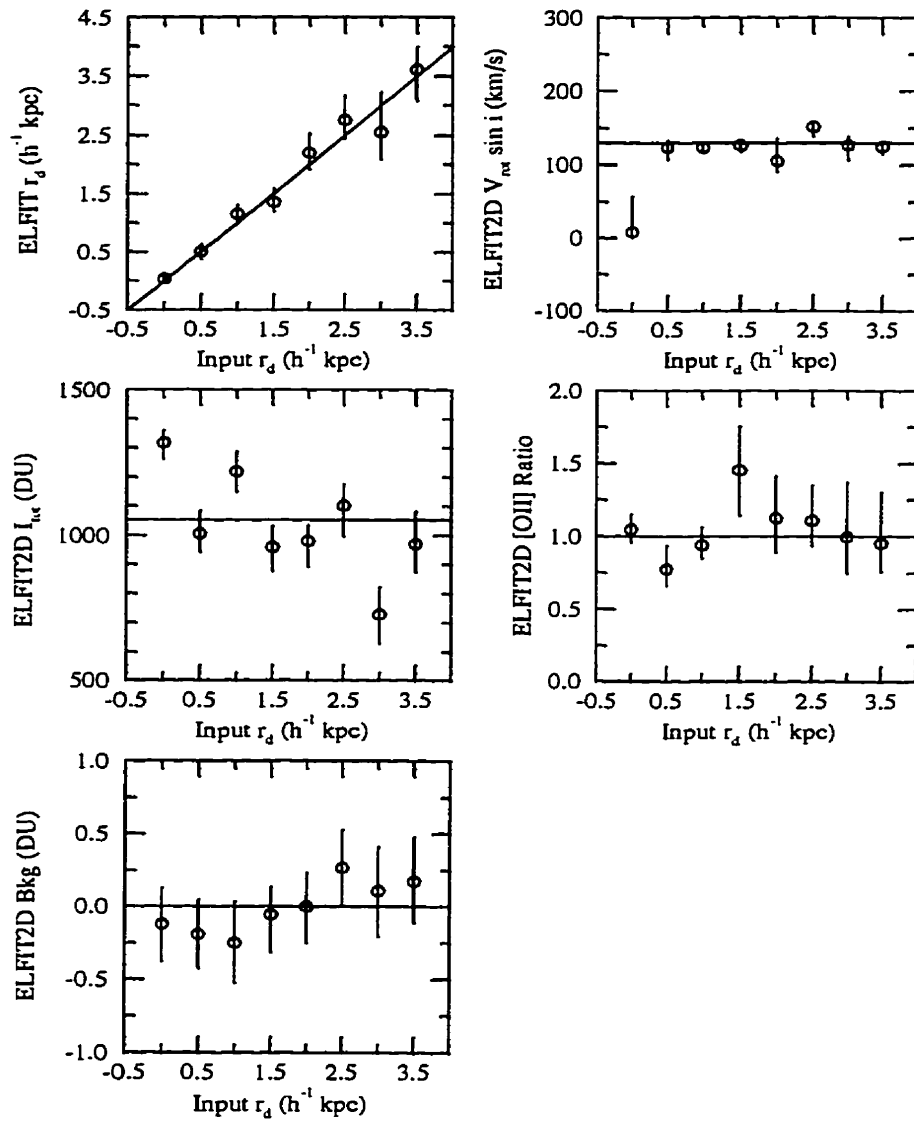 4.5
3.5
2.5
1.5
0.5
-0.5
ELFIT r_d (h^-1 kpc)
-0.5 0.5 1.5 2.5 3.5
Input r_d (h^-1 kpc)
300
200
100
0
-100
ELFIT2D V_rot sin i (km/s)
-0.5 0.5 1.5 2.5 3.5
Input r_d (h^-1 kpc)
1500
1000
500
ELFIT2D I_tot (DU)
-0.5 0.5 1.5 2.5 3.5
Input r_d (h^-1 kpc)
2.0
1.5
1.0
0.5
0.0
ELFIT2D [OII] Ratio
-0.5 0.5 1.5 2.5 3.5
Input r_d (h^-1 kpc)
1.0
0.5
0.0
-0.5
-1.0
ELFIT2D Bkg (DU)
-0.5 0.5 1.5 2.5 3.5
Input r_d (h^-1 kpc)